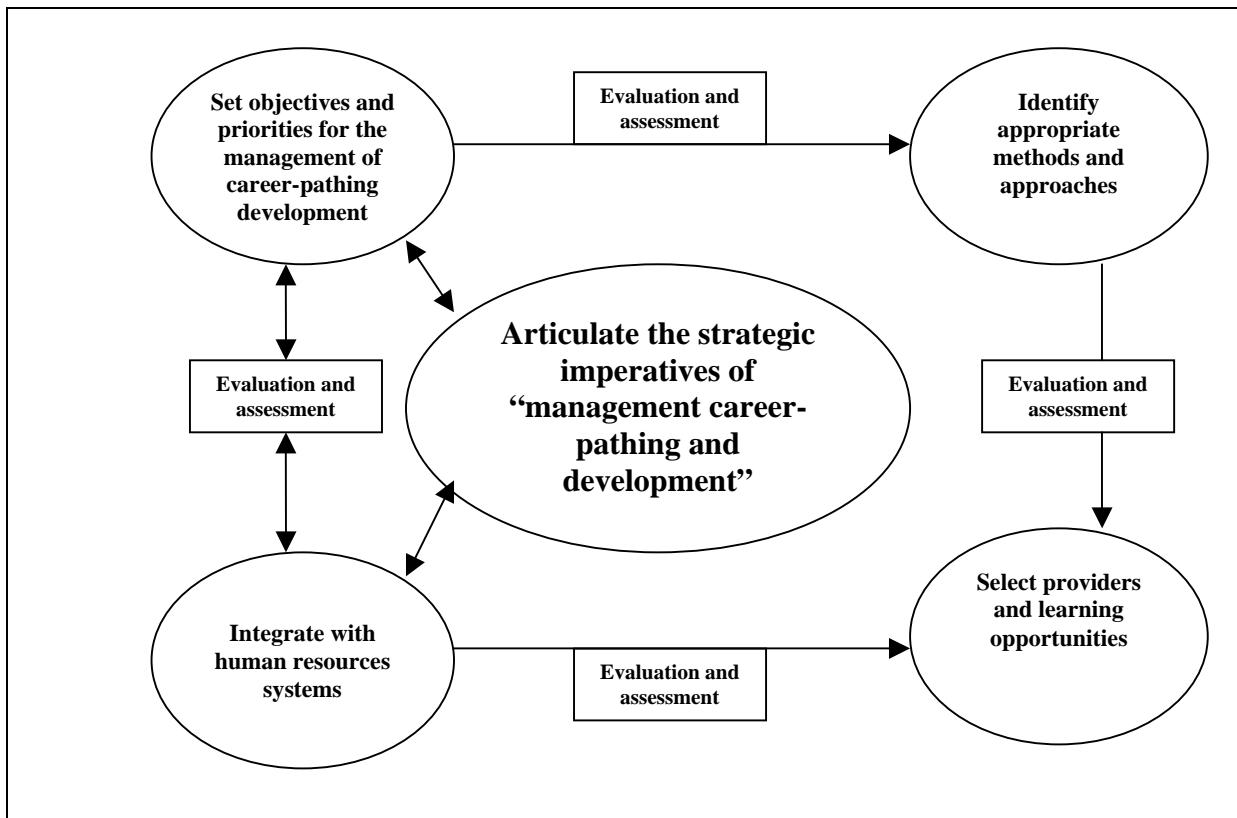 Set objectives and
priorities for the
management of
career-pathing
development
Evaluation and
assessment
Identify
appropriate
methods and
approaches
Articulate the strategic
imperatives of
“management career-
pathing and
development”
Evaluation and
assessment
Evaluation and
assessment
Integrate with
human resources
systems
Evaluation and
assessment
Select providers
and learning
opportunities